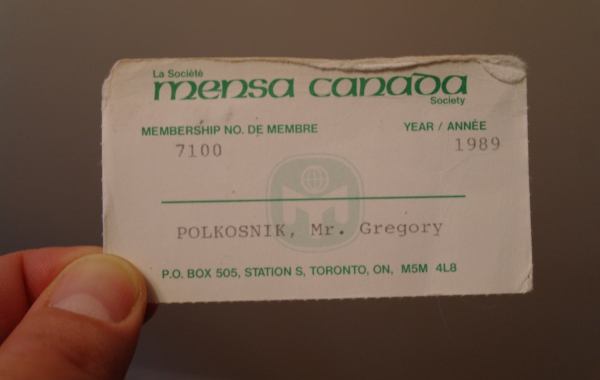 La Société
mensa canada
Society
MEMBERSHIP NO. DE MEMBRE YEAR / ANNÉE
7100 1989
POLKOSNIK, Mr. Gregory
P.O. BOX 505, STATION S, TORONTO, ON, M5M 4L8